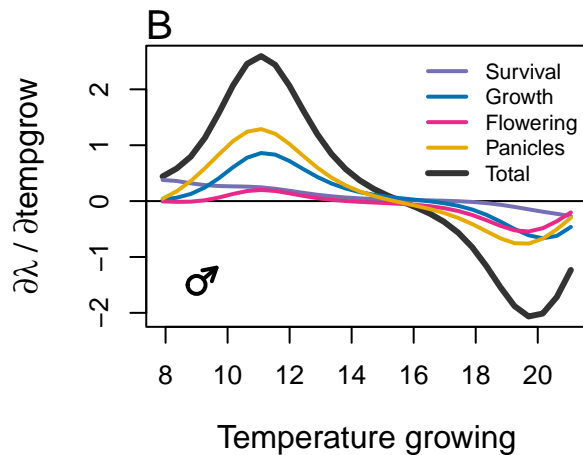 B
∂λ / ∂tempgrow
2
1
0
−1
−2
Survival
Growth
Flowering
Panicles
Total
♂
8 10 12 14 16 18 20
Temperature growing